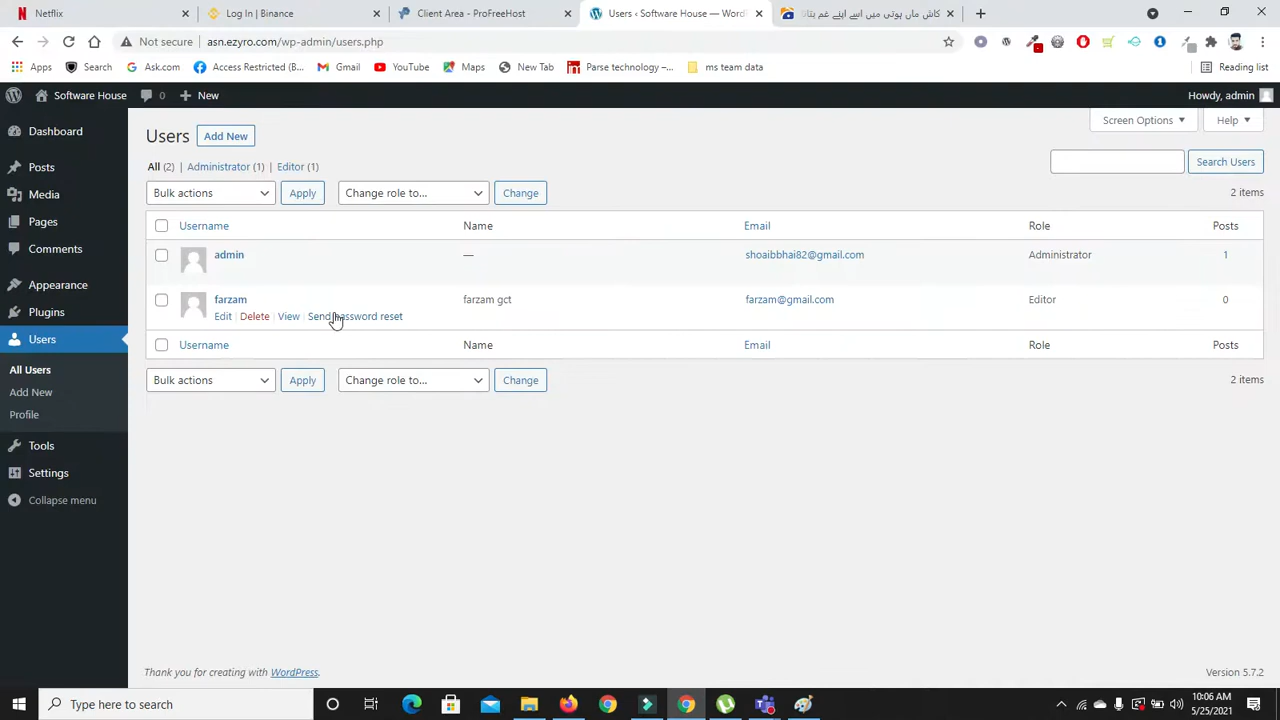 Netflix
Log In | Binance
Client Area - ProFreeHost
Users ‹ Software House — Word
کاش ماں ہوتی میں اسے اپنے غم بتات
Not secure | asn.ezyro.com/wp-admin/users.php
Apps Search Ask.com Access Restricted (B... Gmail YouTube Maps New Tab Parse technology –... ms team data Reading list
Software House 0 New Howdy, admin
Dashboard
Posts
Media
Pages
Comments
Appearance
Plugins
Users
All Users
Add New
Profile
Tools
Settings
Collapse menu
Screen Options Help
Users Add New
All (2) | Administrator (1) | Editor (1)
Search Users
Bulk actions Apply Change role to... Change 2 items
Username Name Email Role Posts
admin — shoaibbhai82@gmail.com Administrator 1
farzam farzam gct farzam@gmail.com Editor 0
Edit | Delete | View | Send password reset
Username Name Email Role Posts
Bulk actions Apply Change role to... Change 2 items
Thank you for creating with WordPress. Version 5.7.2
Type here to search
10:06 AM
5/25/2021